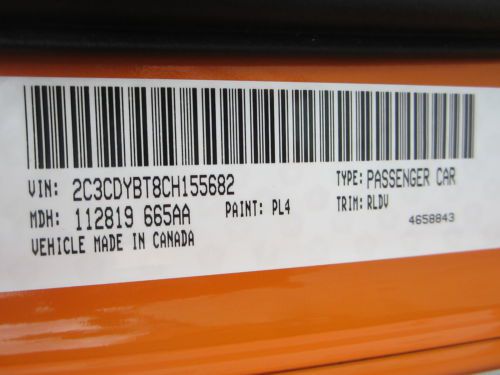 VIN: 2C3CDYBT8CH155682 TYPE: PASSENGER CAR
MDH: 112819 665AA PAINT: PL4 TRIM: RLDV
4658843
VEHICLE MADE IN CANADA